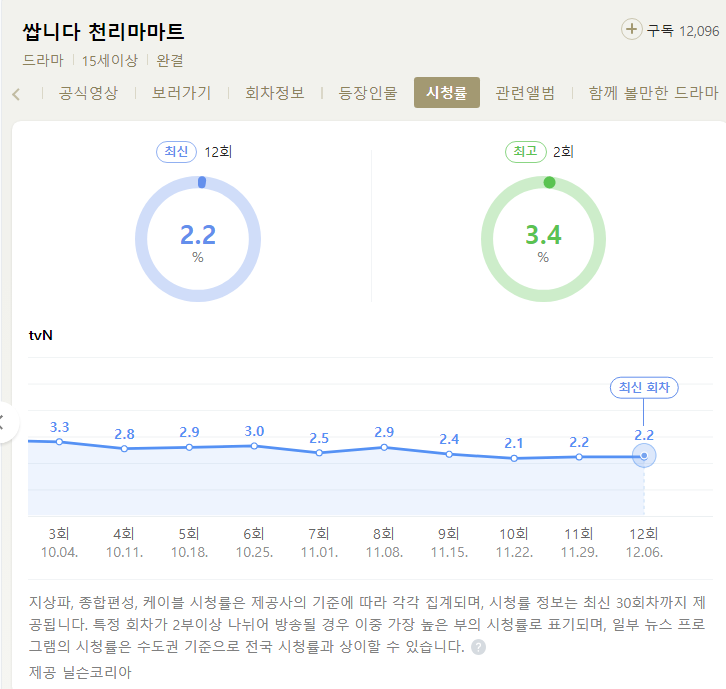 쌉니다 천리마마트
구독 12,096
드라마 15세이상 완결
공식영상 보러가기 회차정보 등장인물 시청률 관련앨범 함께 볼만한 드라마
최신 12회
최고 2회
2.2
%
3.4
%
tvN
최신 회차
3.3 2.8 2.9 3.0 2.5 2.9 2.4 2.1 2.2 2.2
3회 4회 5회 6회 7회 8회 9회 10회 11회 12회
10.04. 10.11. 10.18. 10.25. 11.01. 11.08. 11.15. 11.22. 11.29. 12.06.
지상파, 종합편성, 케이블 시청률은 제공사의 기준에 따라 각각 집계되며, 시청률 정보는 최신 30회차까지 제
공됩니다. 특정 회차가 2부이상 나뉘어 방송될 경우 이중 가장 높은 부의 시청률로 표기되며, 일부 뉴스 프로
그램의 시청률은 수도권 기준으로 전국 시청률과 상이할 수 있습니다. ?
제공 닐슨코리아